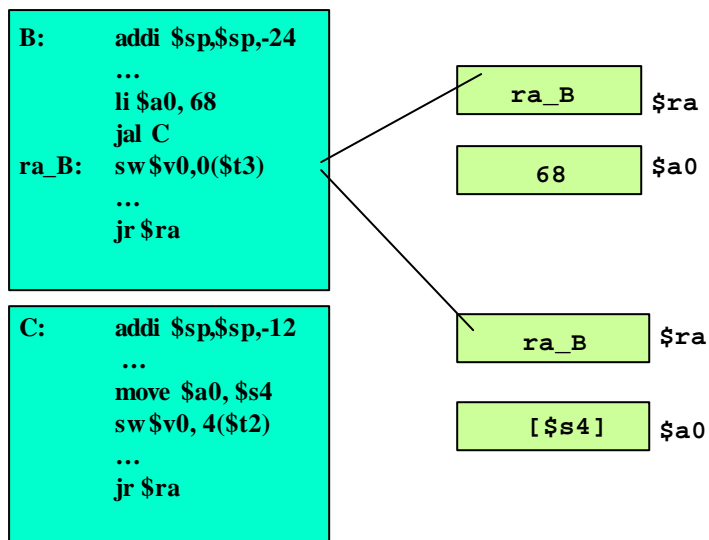 B: addi $sp,$sp,-24
…
li $a0, 68
jal C
ra_B: sw $v0,0($t3)
…
jr $ra
ra_B $ra
68 $a0
C: addi $sp,$sp,-12
…
move $a0, $s4
sw $v0, 4($t2)
…
jr $ra
ra_B $ra
[$s4] $a0